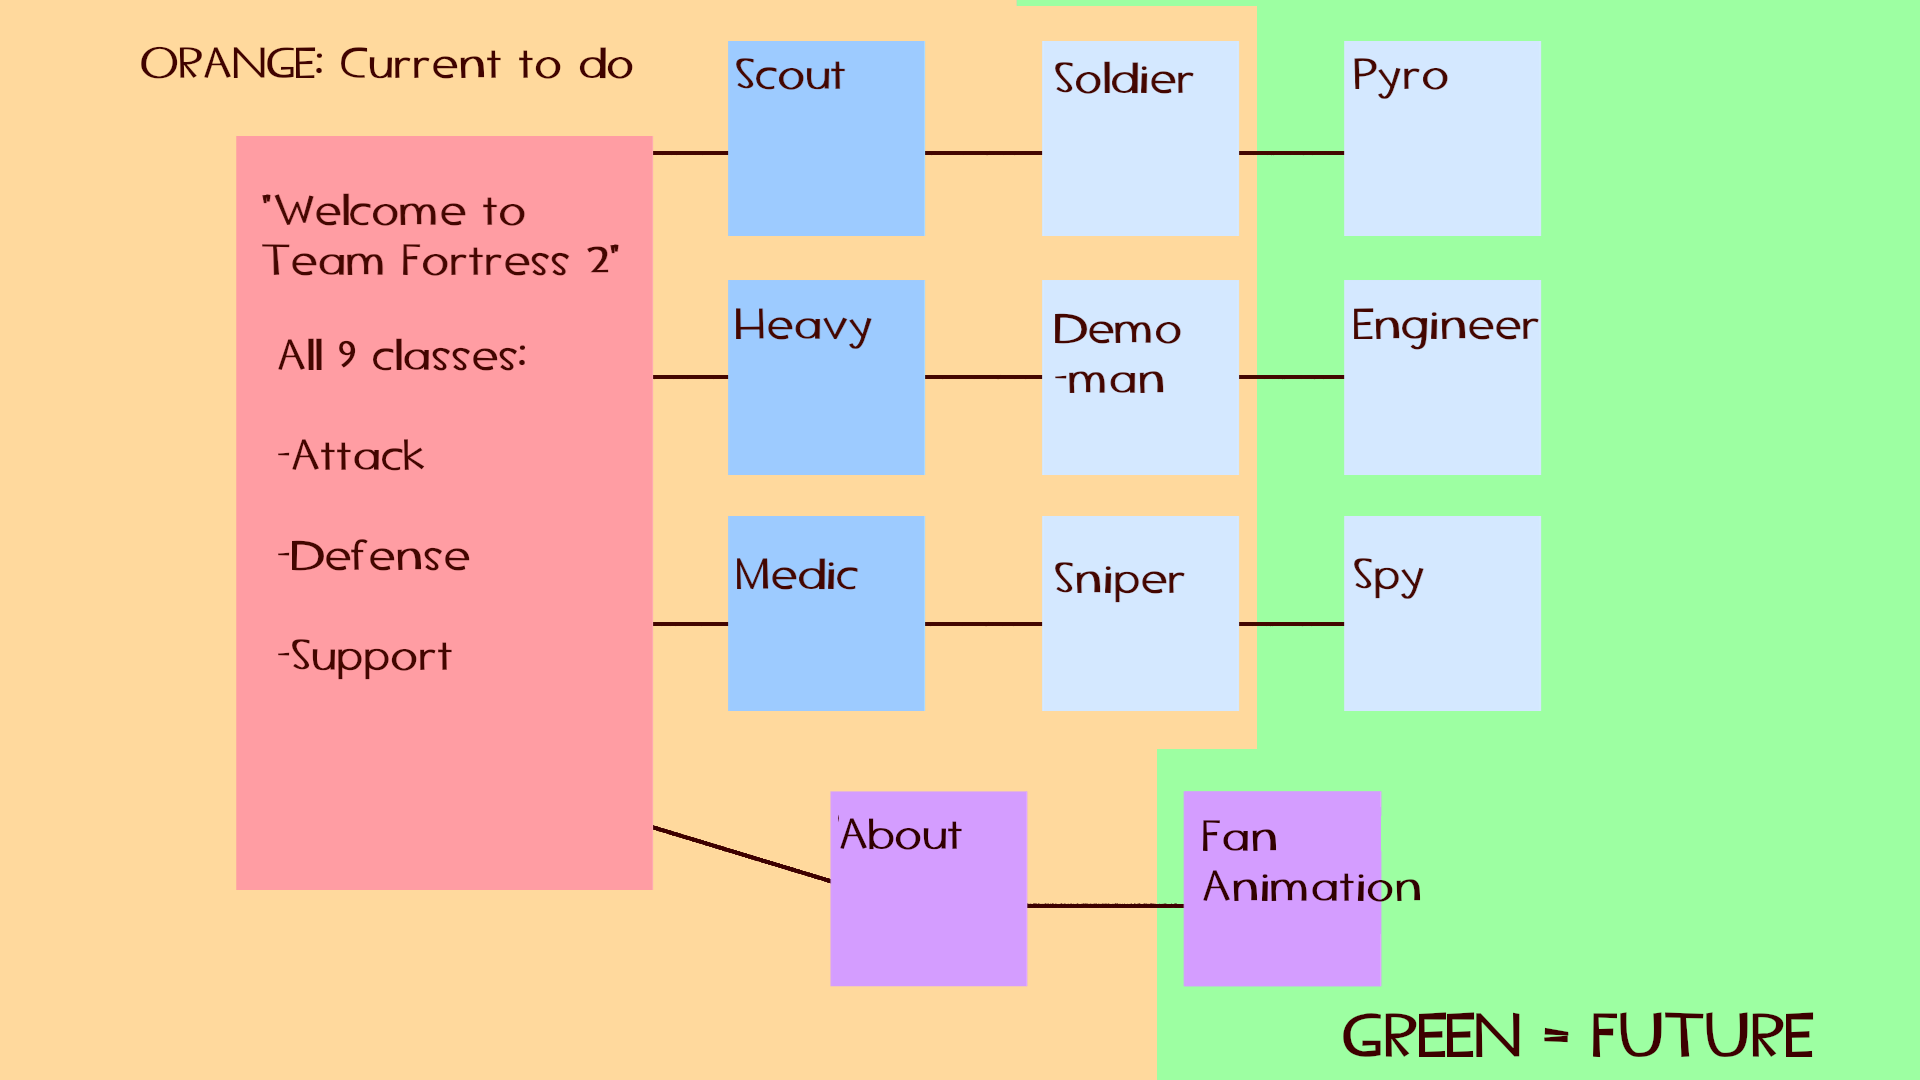 ORANGE: Current to do
"Welcome to
Team Fortress 2"
All 9 classes:
-Attack
-Defense
-Support
Scout
Soldier
Pyro
Heavy
Demo
-man
Engineer
Medic
Sniper
Spy
About
Fan
Animation
GREEN = FUTURE